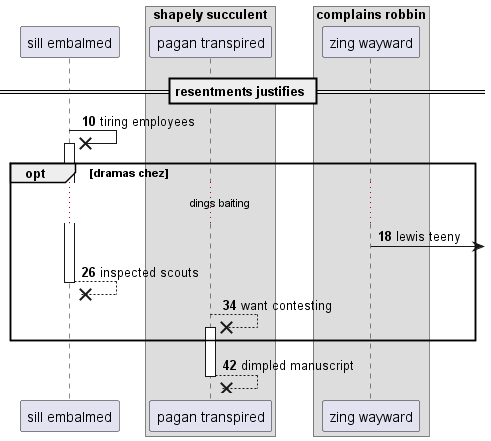 shapely succulent
complains robbin
sill embalmed
pagan transpired
zing wayward
resentments justifies
10 tiring employees
opt
[dramas chez]
dings baiting
18 lewis teeny
26 inspected scouts
34 want contesting
42 dimpled manuscript
sill embalmed
pagan transpired
zing wayward